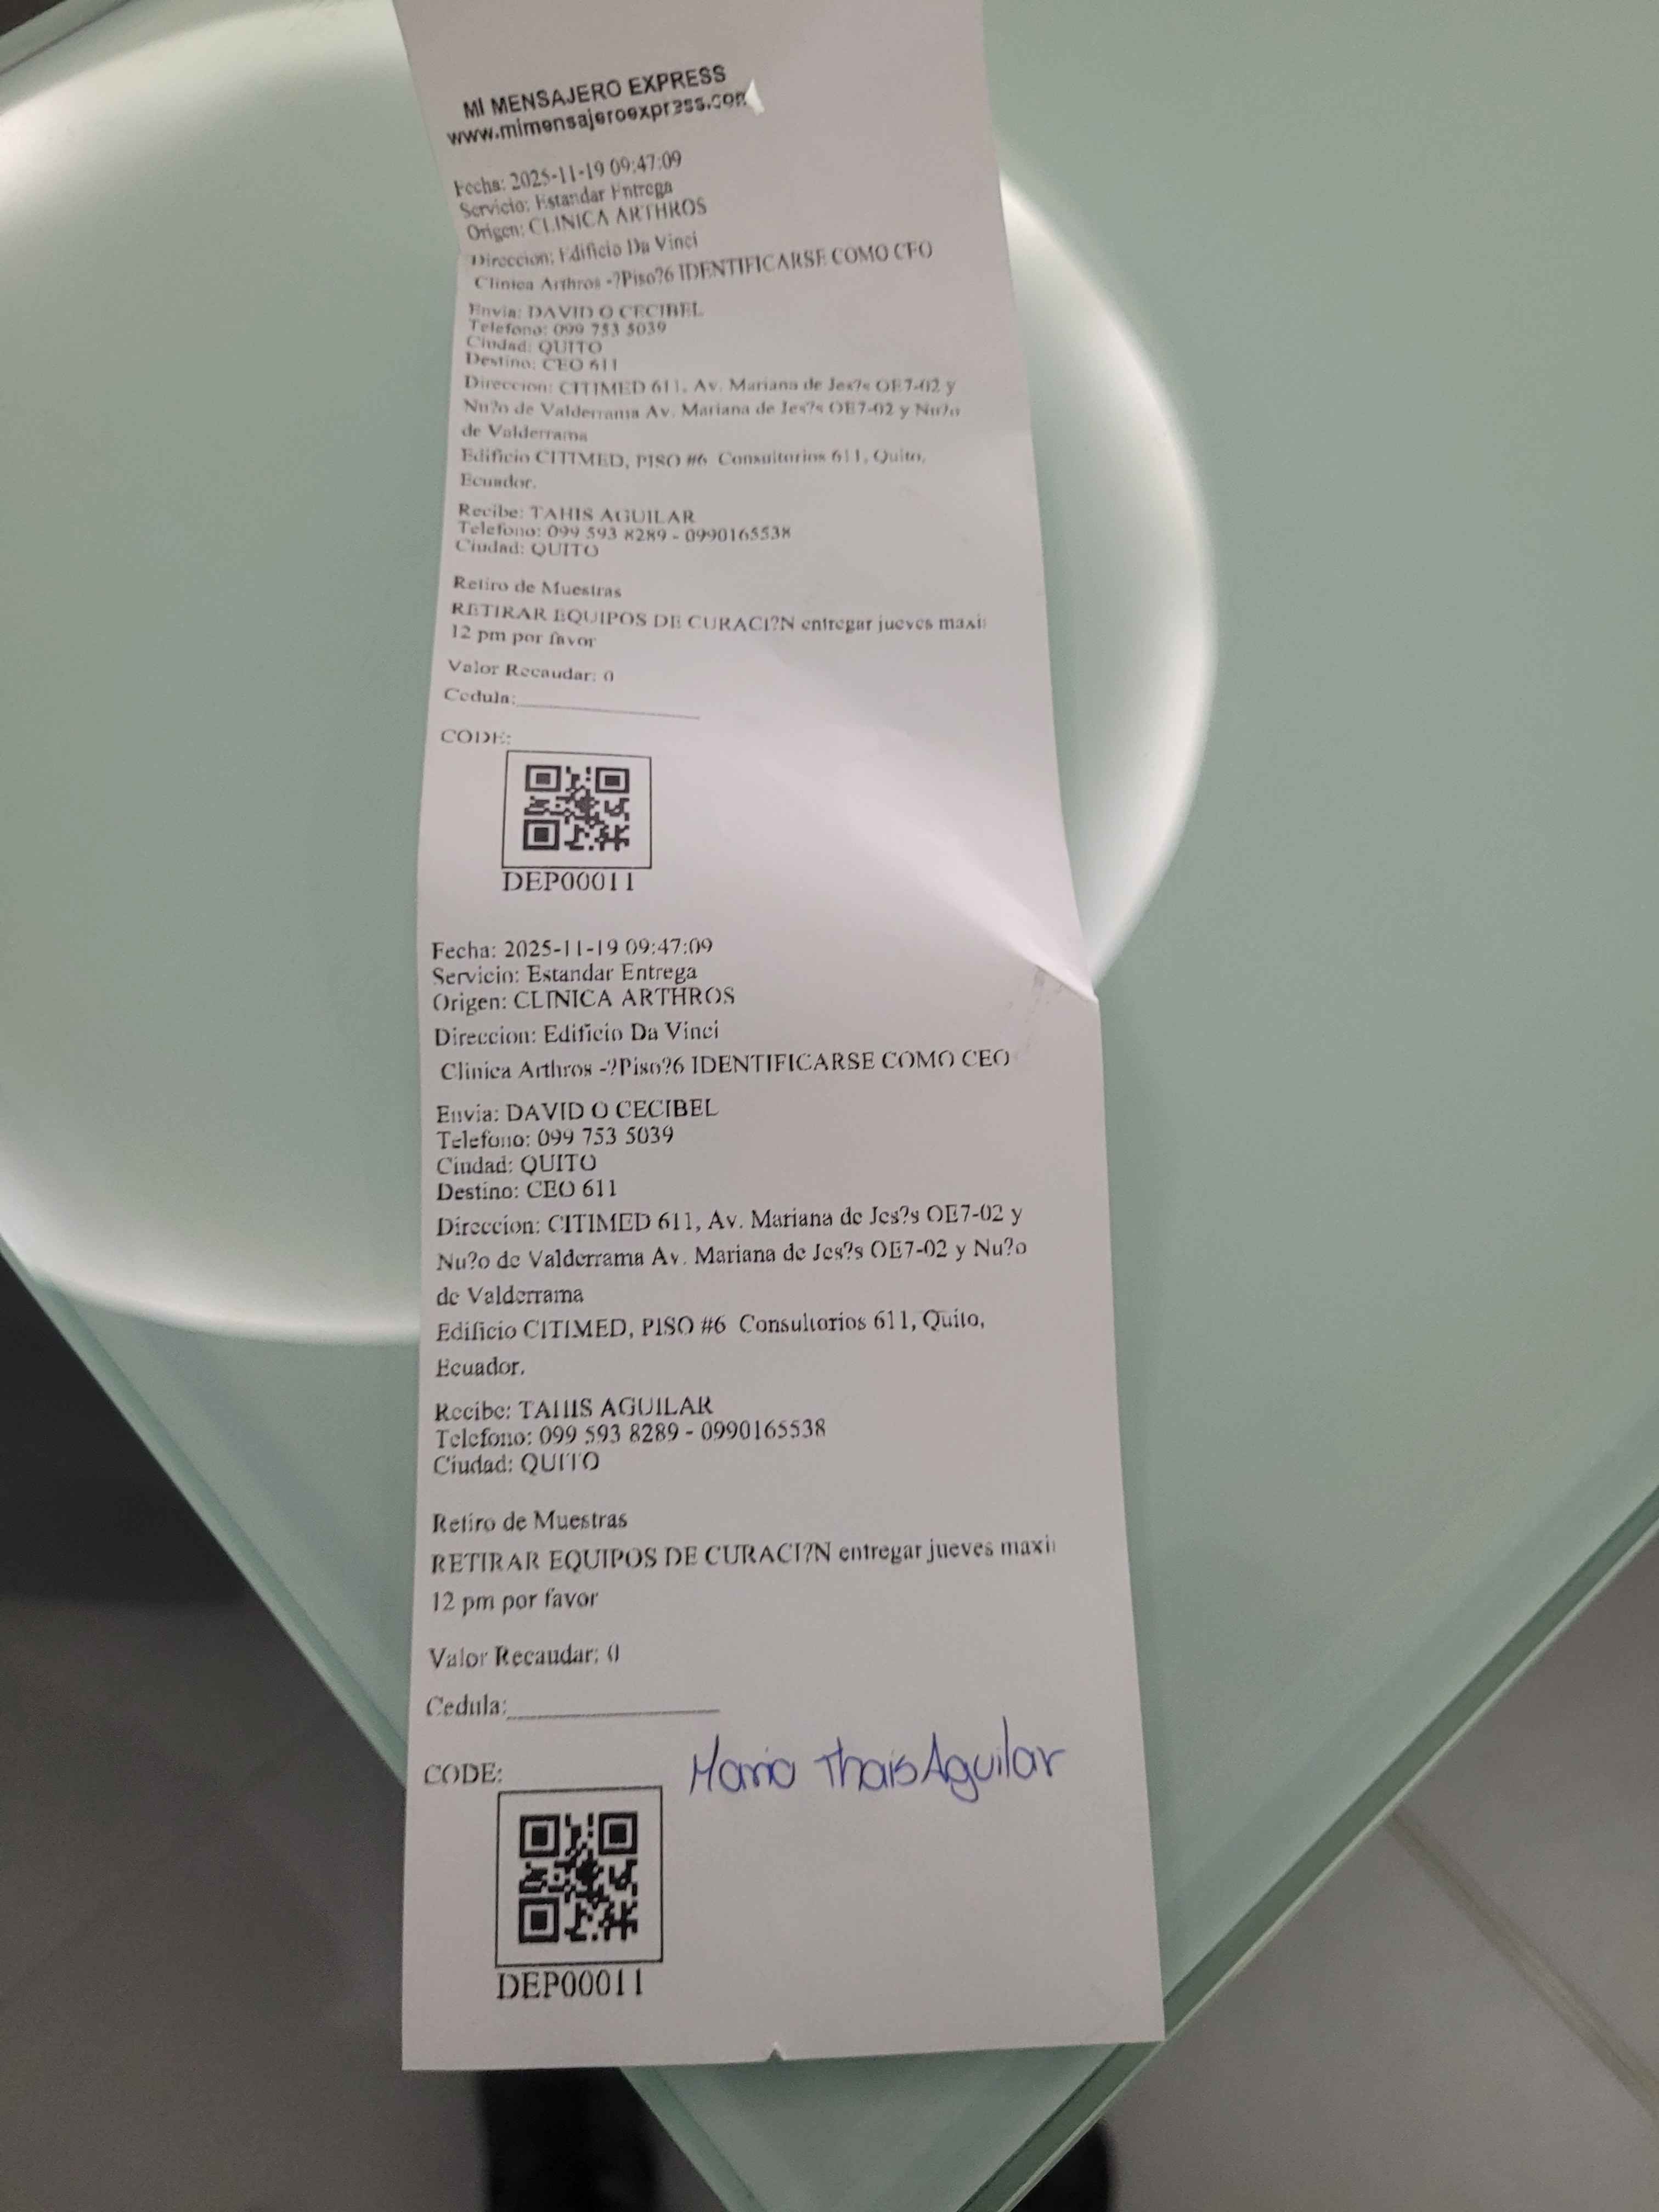 MI MENSAJERO EXPRESS
www.mimensajeroexpress.com
Fecha: 2025-11-19 09:47:09
Servicio: Estandar Entrega
Origen: CLINICA ARTHROS
Direccion: Edificio Da Vinci
Clinica Arthros -?Piso?6 IDENTIFICARSE COMO CEO
Envia: DAVID O CECIBEL
Telefono: 099 753 5039
Ciudad: QUITO
Destino: CEO 611
Direccion: CITIMED 611, Av. Mariana de Jes?s OE7-02 y
Nu?o de Valderrama Av. Mariana de Jes?s OE7-02 y Nu?o
de Valderrama
Edificio CITIMED, PISO #6 Consultorios 611, Quito,
Ecuador.
Recibe: TAHIS AGUILAR
Telefono: 099 593 8289 - 0990165538
Ciudad: QUITO
Retiro de Muestras
RETIRAR EQUIPOS DE CURACI?N entregar jueves maxi
12 pm por favor
Valor Recaudar: 0
Cedula:
CODE:
DEP00011
Fecha: 2025-11-19 09:47:09
Servicio: Estandar Entrega
Origen: CLINICA ARTHROS
Direccion: Edificio Da Vinci
Clinica Arthros -?Piso?6 IDENTIFICARSE COMO CEO
Envia: DAVID O CECIBEL
Telefono: 099 753 5039
Ciudad: QUITO
Destino: CEO 611
Direccion: CITIMED 611, Av. Mariana de Jes?s OE7-02 y
Nu?o de Valderrama Av. Mariana de Jes?s OE7-02 y Nu?o
de Valderrama
Edificio CITIMED, PISO #6 Consultorios 611, Quito,
Ecuador.
Recibe: TAHIS AGUILAR
Telefono: 099 593 8289 - 0990165538
Ciudad: QUITO
Retiro de Muestras
RETIRAR EQUIPOS DE CURACI?N entregar jueves maxi
12 pm por favor
Valor Recaudar: 0
Cedula:
CODE:
Maria Thais Aguilar
DEP00011